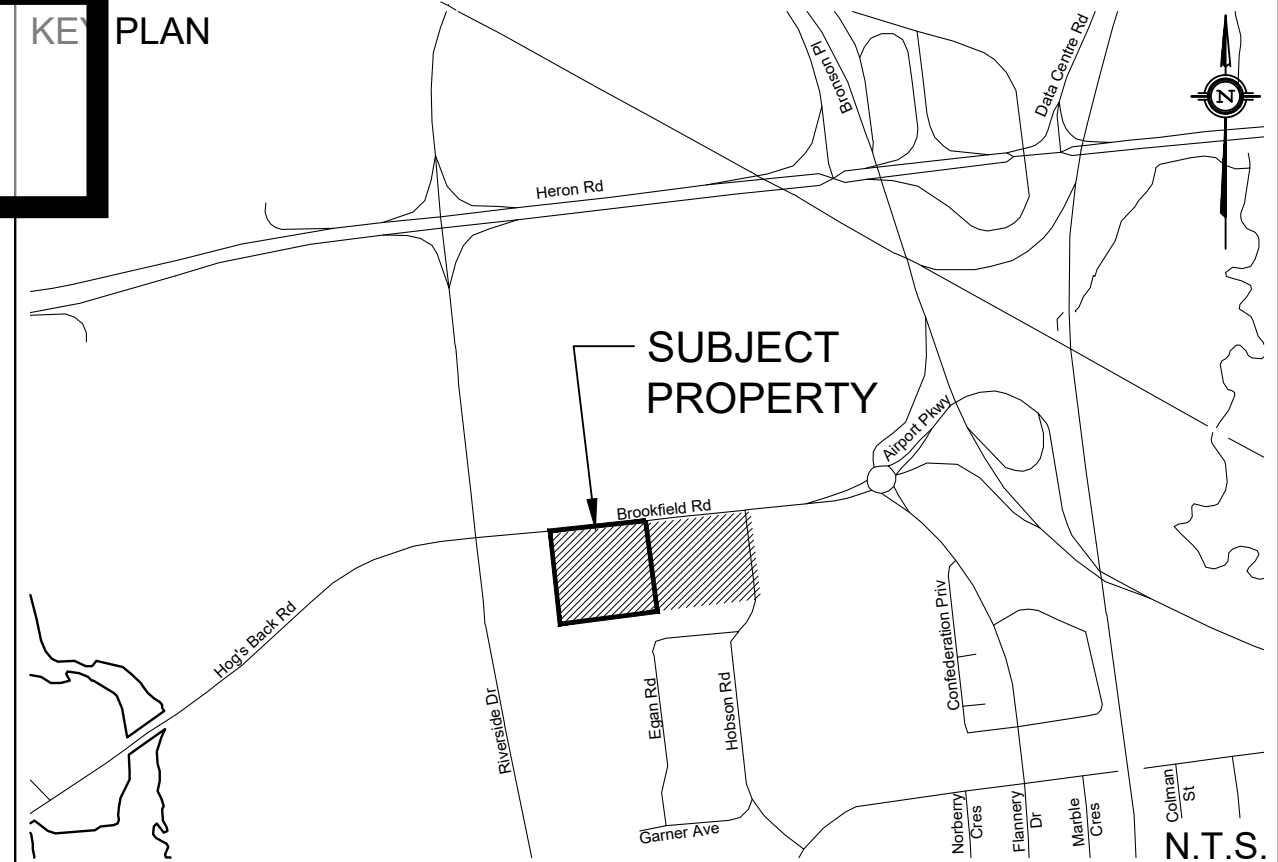 KEY PLAN
Bronson Pl
Data Centre Rd
N
Heron Rd
SUBJECT
PROPERTY
Airport Pkwy
Brookfield Rd
Hog's Back Rd
Riverside Dr
Egan Rd
Hobson Rd
Confederation Priv
Garner Ave
Norberry
Cres
Flannery
Dr
Marble
Cres
Colman
St
N.T.S.